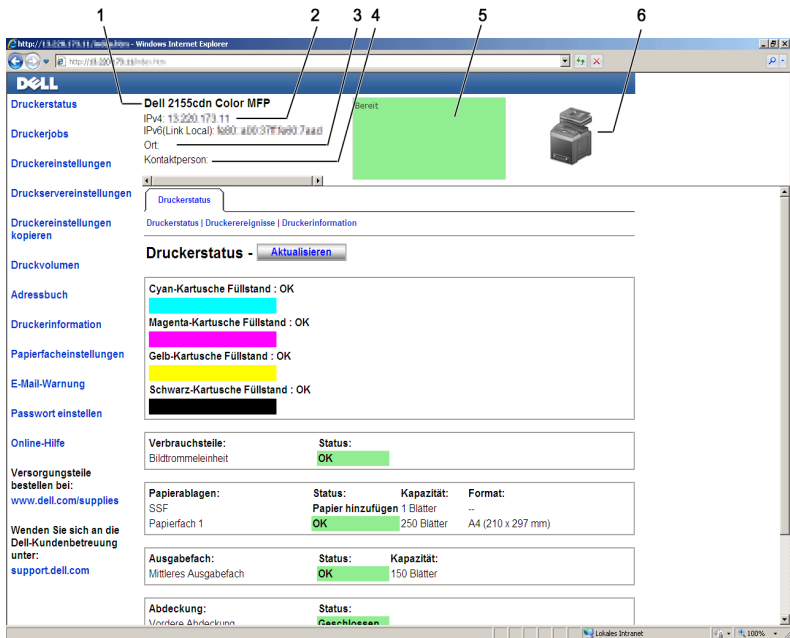 1 2 3 4 5 6
- Windows Internet Explorer
DELL
Druckerstatus
Druckerjobs
Druckereinstellungen
Druckservereinstellungen
Druckereinstellungen
kopieren
Druckvolumen
Adressbuch
Druckerinformation
Papierfacheinstellungen
E-Mail-Warnung
Passwort einstellen
Online-Hilfe
Versorgungsteile
bestellen bei:
www.dell.com/supplies
Wenden Sie sich an die
Dell-Kundenbetreuung
unter:
support.dell.com
Dell 2155cdn Color MFP
IPv4:
IPv6(Link Local):
Ort:
Kontaktperson:
Bereit
Druckerstatus
Druckerstatus | Druckerereignisse | Druckerinformation
Druckerstatus - Aktualisieren
Cyan-Kartusche Füllstand : OK
Magenta-Kartusche Füllstand : OK
Gelb-Kartusche Füllstand : OK
Schwarz-Kartusche Füllstand : OK
Verbrauchsteile: Status:
Bildtrommeleinheit OK
Papierablagen: Status: Kapazität: Format:
SSF Papier hinzufügen 1 Blätter --
Papierfach 1 OK 250 Blätter A4 (210 x 297 mm)
Ausgabefach: Status: Kapazität:
Mittleres Ausgabefach OK 150 Blätter
Abdeckung: Status:
Vordere Abdeckung Geschlossen
Lokales Intranet 100%